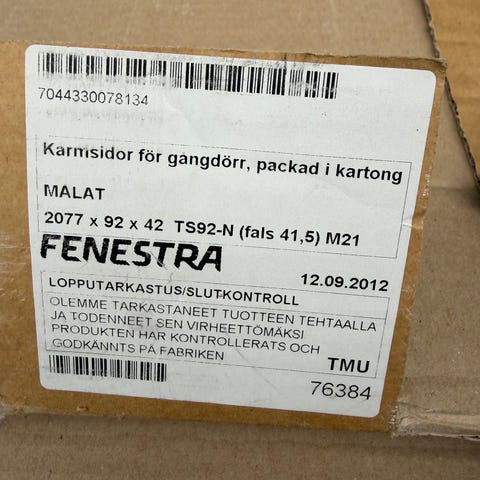 7044330078134
Karmsidor för gångdörr, packad i kartong
MALAT
2077 x 92 x 42 TS92-N (fals 41,5) M21
FENESTRA
12.09.2012
LOPPUTARKASTUS/SLUTKONTROLL
OLEMME TARKASTANEET TUOTTEEN TEHTAALLA
JA TODENNEET SEN VIRHEETTÖMÄKSI
PRODUKTEN HAR KONTROLLERATS OCH
GODKÄNNTS PÅ FABRIKEN
TMU
76384